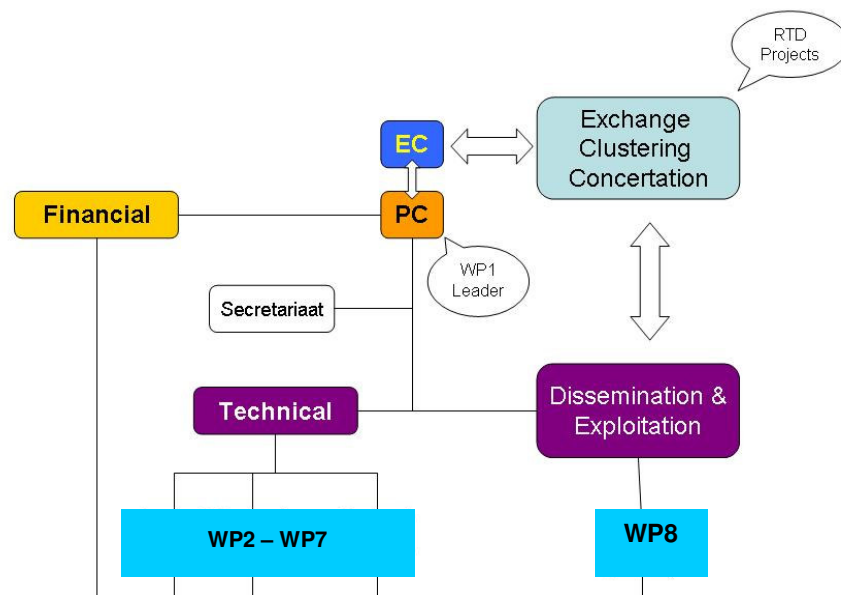 RTD
Projects
EC
Exchange
Clustering
Concertation
Financial
PC
WP1
Leader
Secretariaat
Technical
Dissemination &
Exploitation
WP2 – WP7
WP8